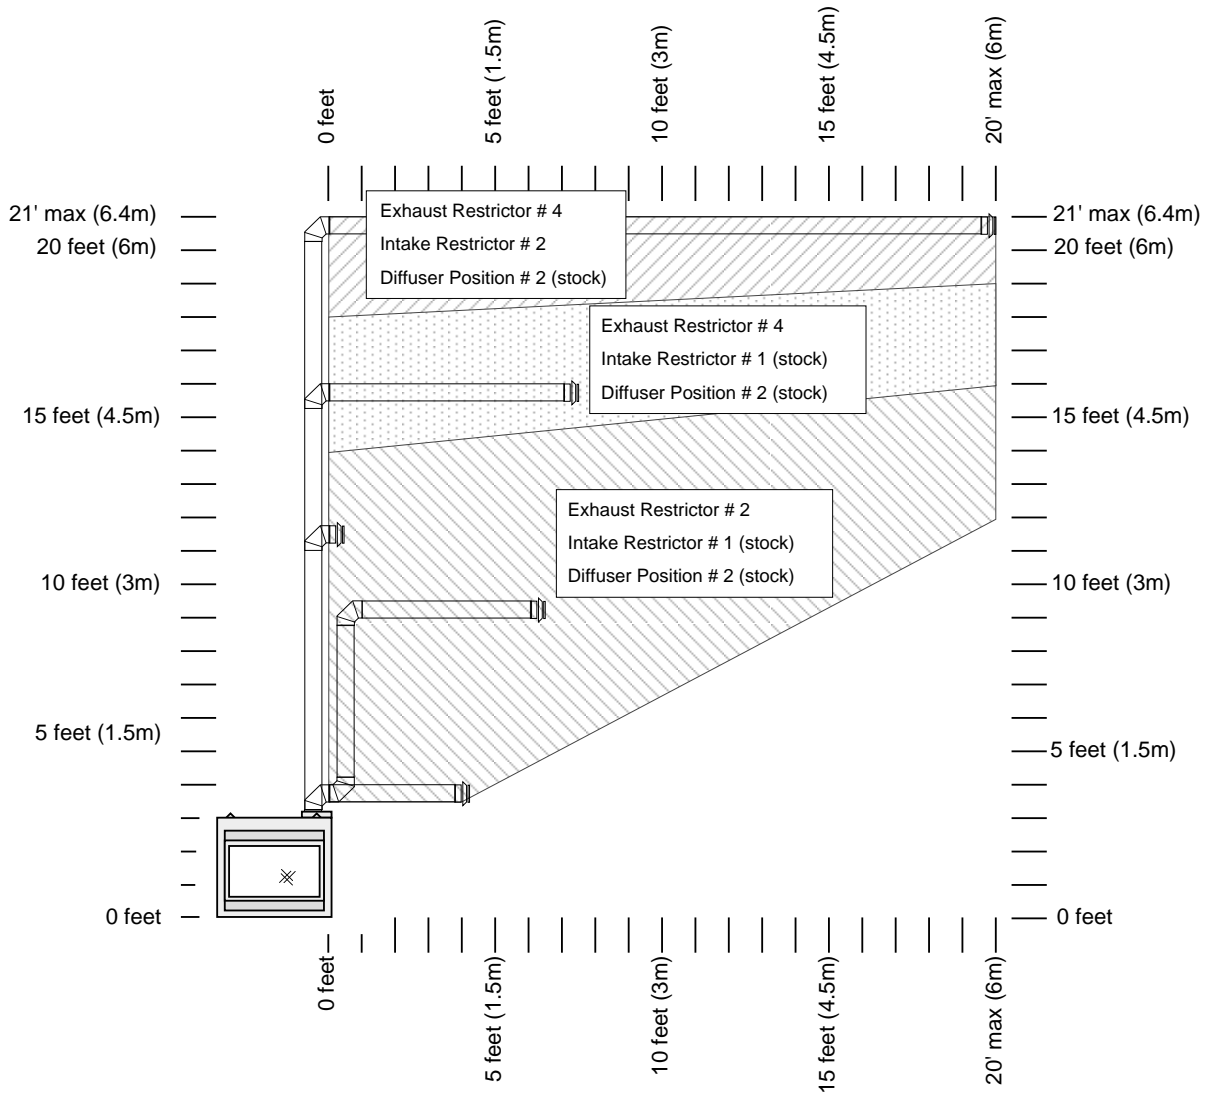 0 feet
5 feet (1.5m)
10 feet (3m)
15 feet (4.5m)
20' max (6m)
21' max (6.4m)
20 feet (6m)
15 feet (4.5m)
10 feet (3m)
5 feet (1.5m)
0 feet
Exhaust Restrictor # 4
Intake Restrictor # 2
Diffuser Position # 2 (stock)
Exhaust Restrictor # 4
Intake Restrictor # 1 (stock)
Diffuser Position # 2 (stock)
Exhaust Restrictor # 2
Intake Restrictor # 1 (stock)
Diffuser Position # 2 (stock)
21' max (6.4m)
20 feet (6m)
15 feet (4.5m)
10 feet (3m)
5 feet (1.5m)
0 feet
0 feet
5 feet (1.5m)
10 feet (3m)
15 feet (4.5m)
20' max (6m)